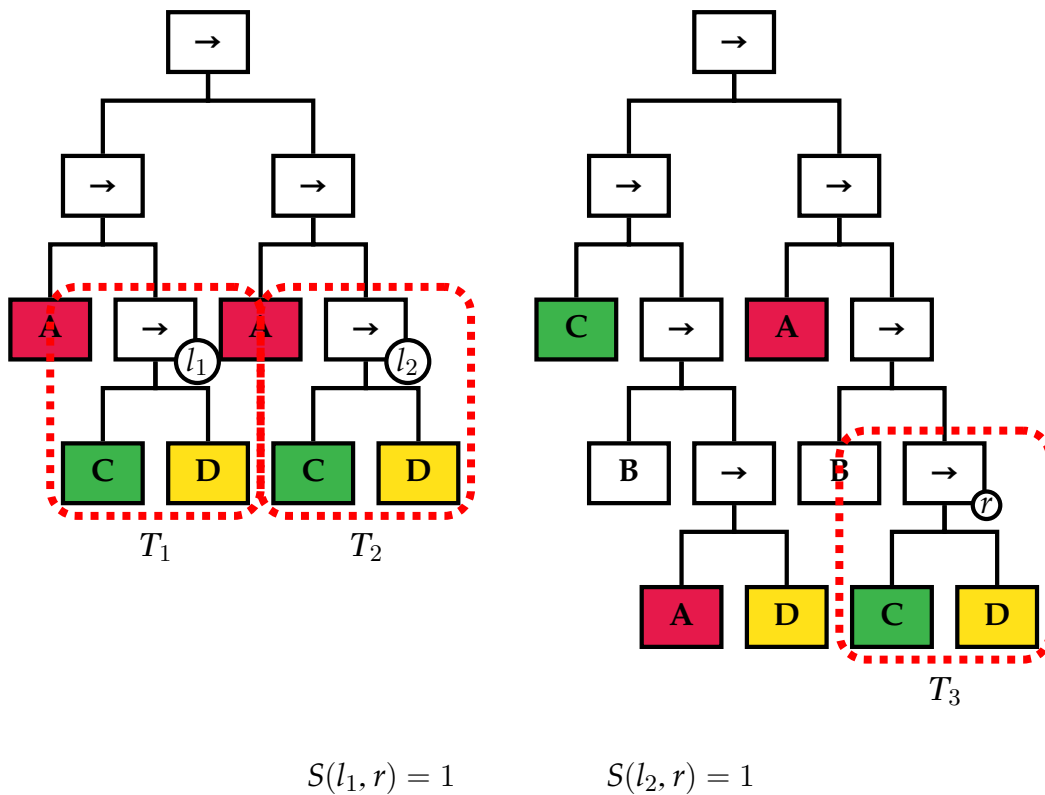 → →
→ → → →
A → A → C → A →
l₁ l₂
C D C D B → B →
r
T₁ T₂
A D C D
T₃
S(l₁, r) = 1 S(l₂, r) = 1